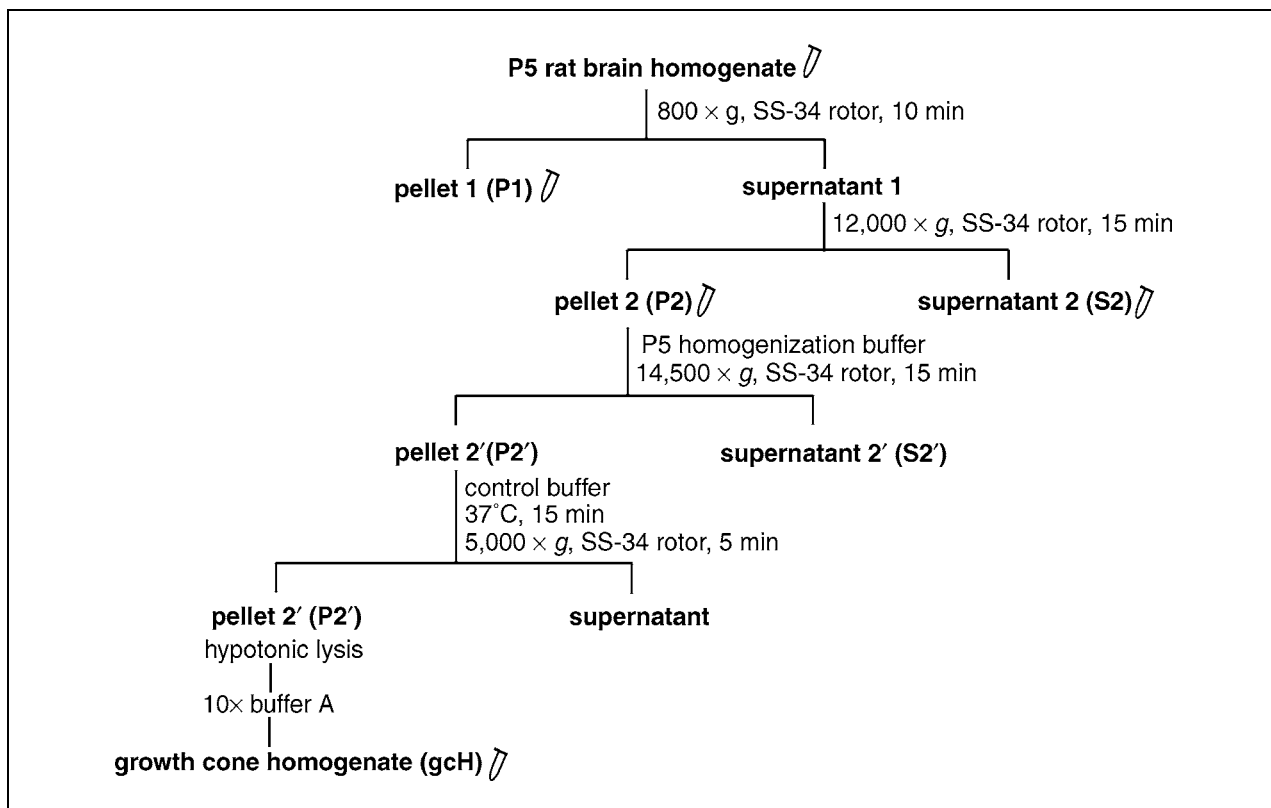 P5 rat brain homogenate
800 × g, SS-34 rotor, 10 min
pellet 1 (P1)
supernatant 1
12,000 × g, SS-34 rotor, 15 min
pellet 2 (P2)
supernatant 2 (S2)
P5 homogenization buffer
14,500 × g, SS-34 rotor, 15 min
pellet 2′(P2′)
supernatant 2′ (S2′)
control buffer
37°C, 15 min
5,000 × g, SS-34 rotor, 5 min
pellet 2′ (P2′)
supernatant
hypotonic lysis
10× buffer A
growth cone homogenate (gcH)